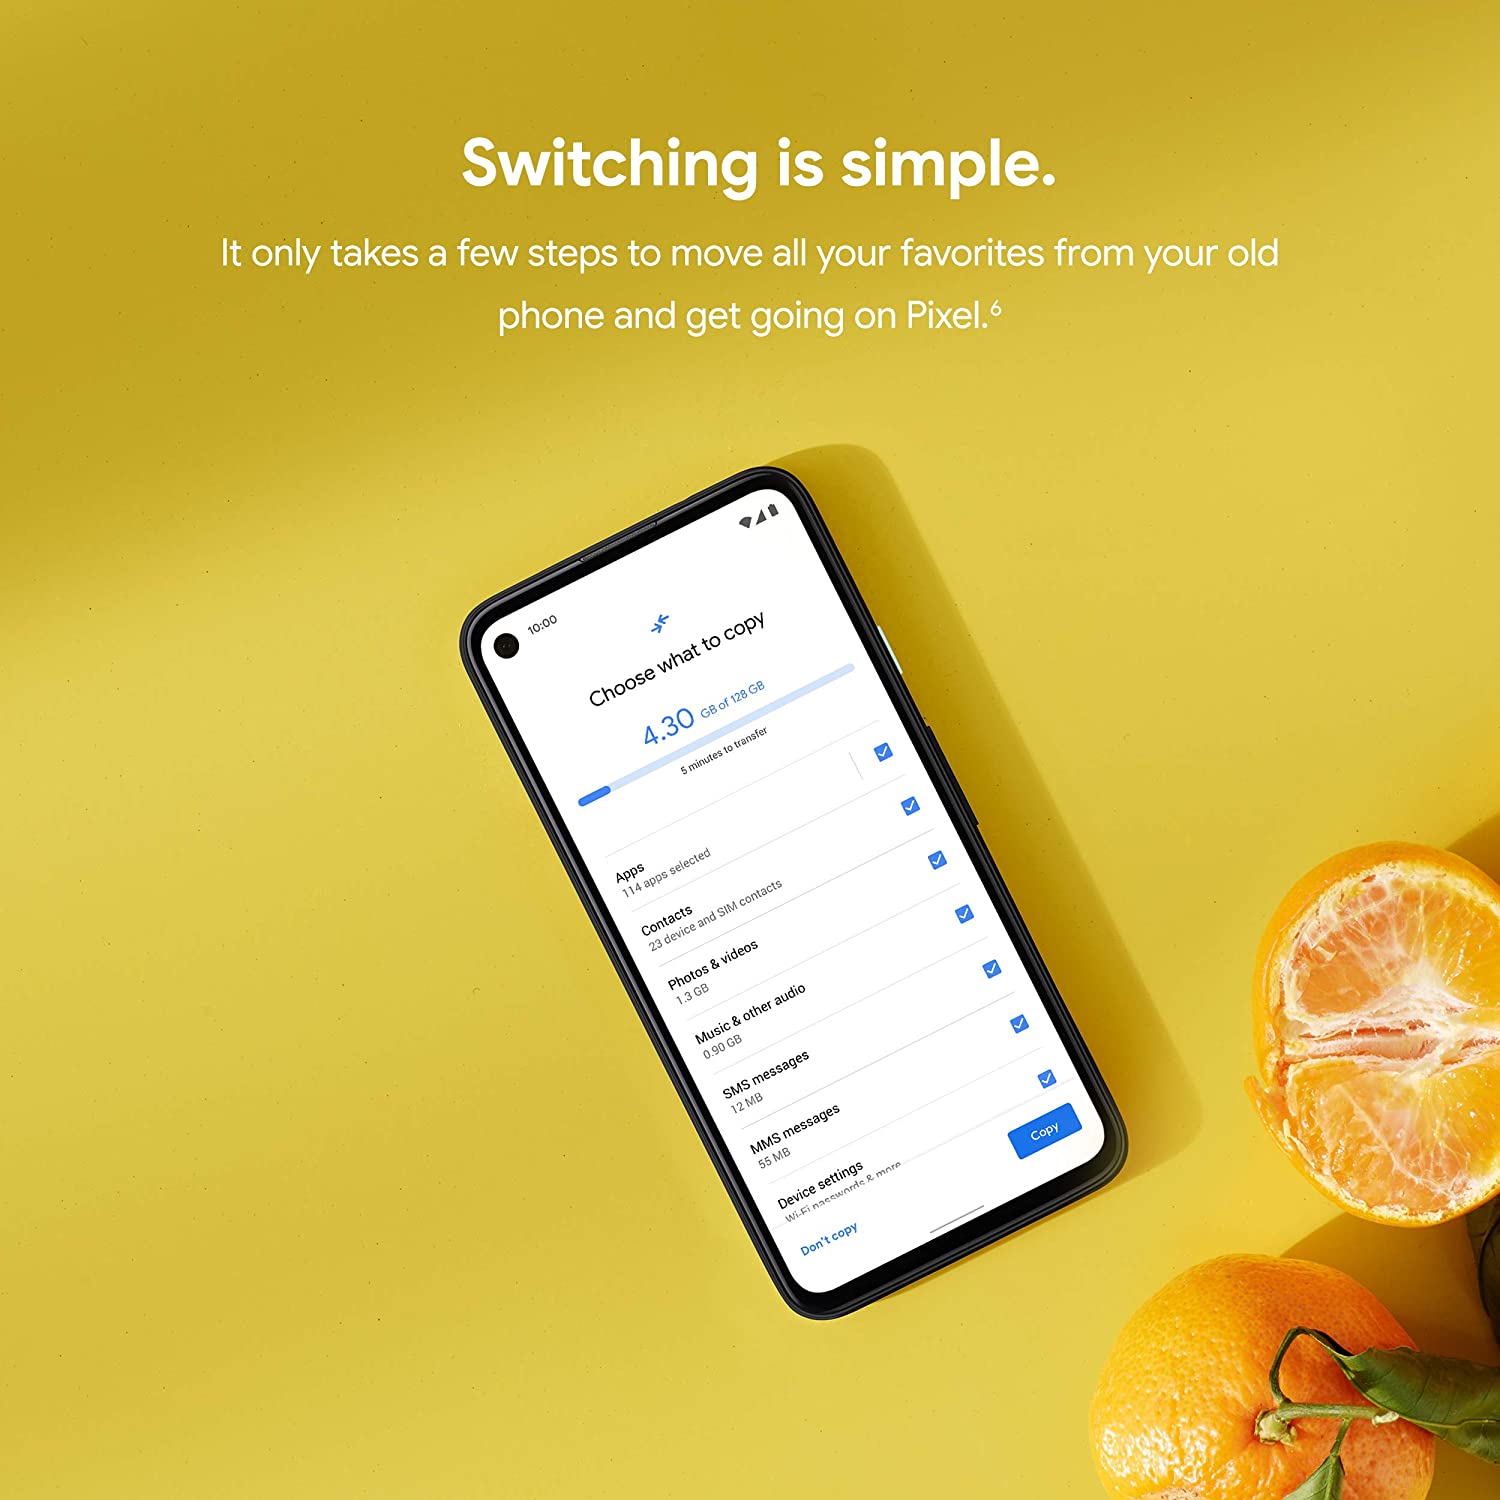 Switching is simple.
It only takes a few steps to move all your favorites from your old
phone and get going on Pixel.⁶
10:00
Choose what to copy
4.30 GB of 128 GB
5 minutes to transfer
Apps
114 apps selected
Contacts
23 device and SIM contacts
Photos & videos
1.3 GB
Music & other audio
0.90 GB
SMS messages
12 MB
MMS messages
55 MB
Device settings
Wi-Fi passwords & more
Don't copy
Copy